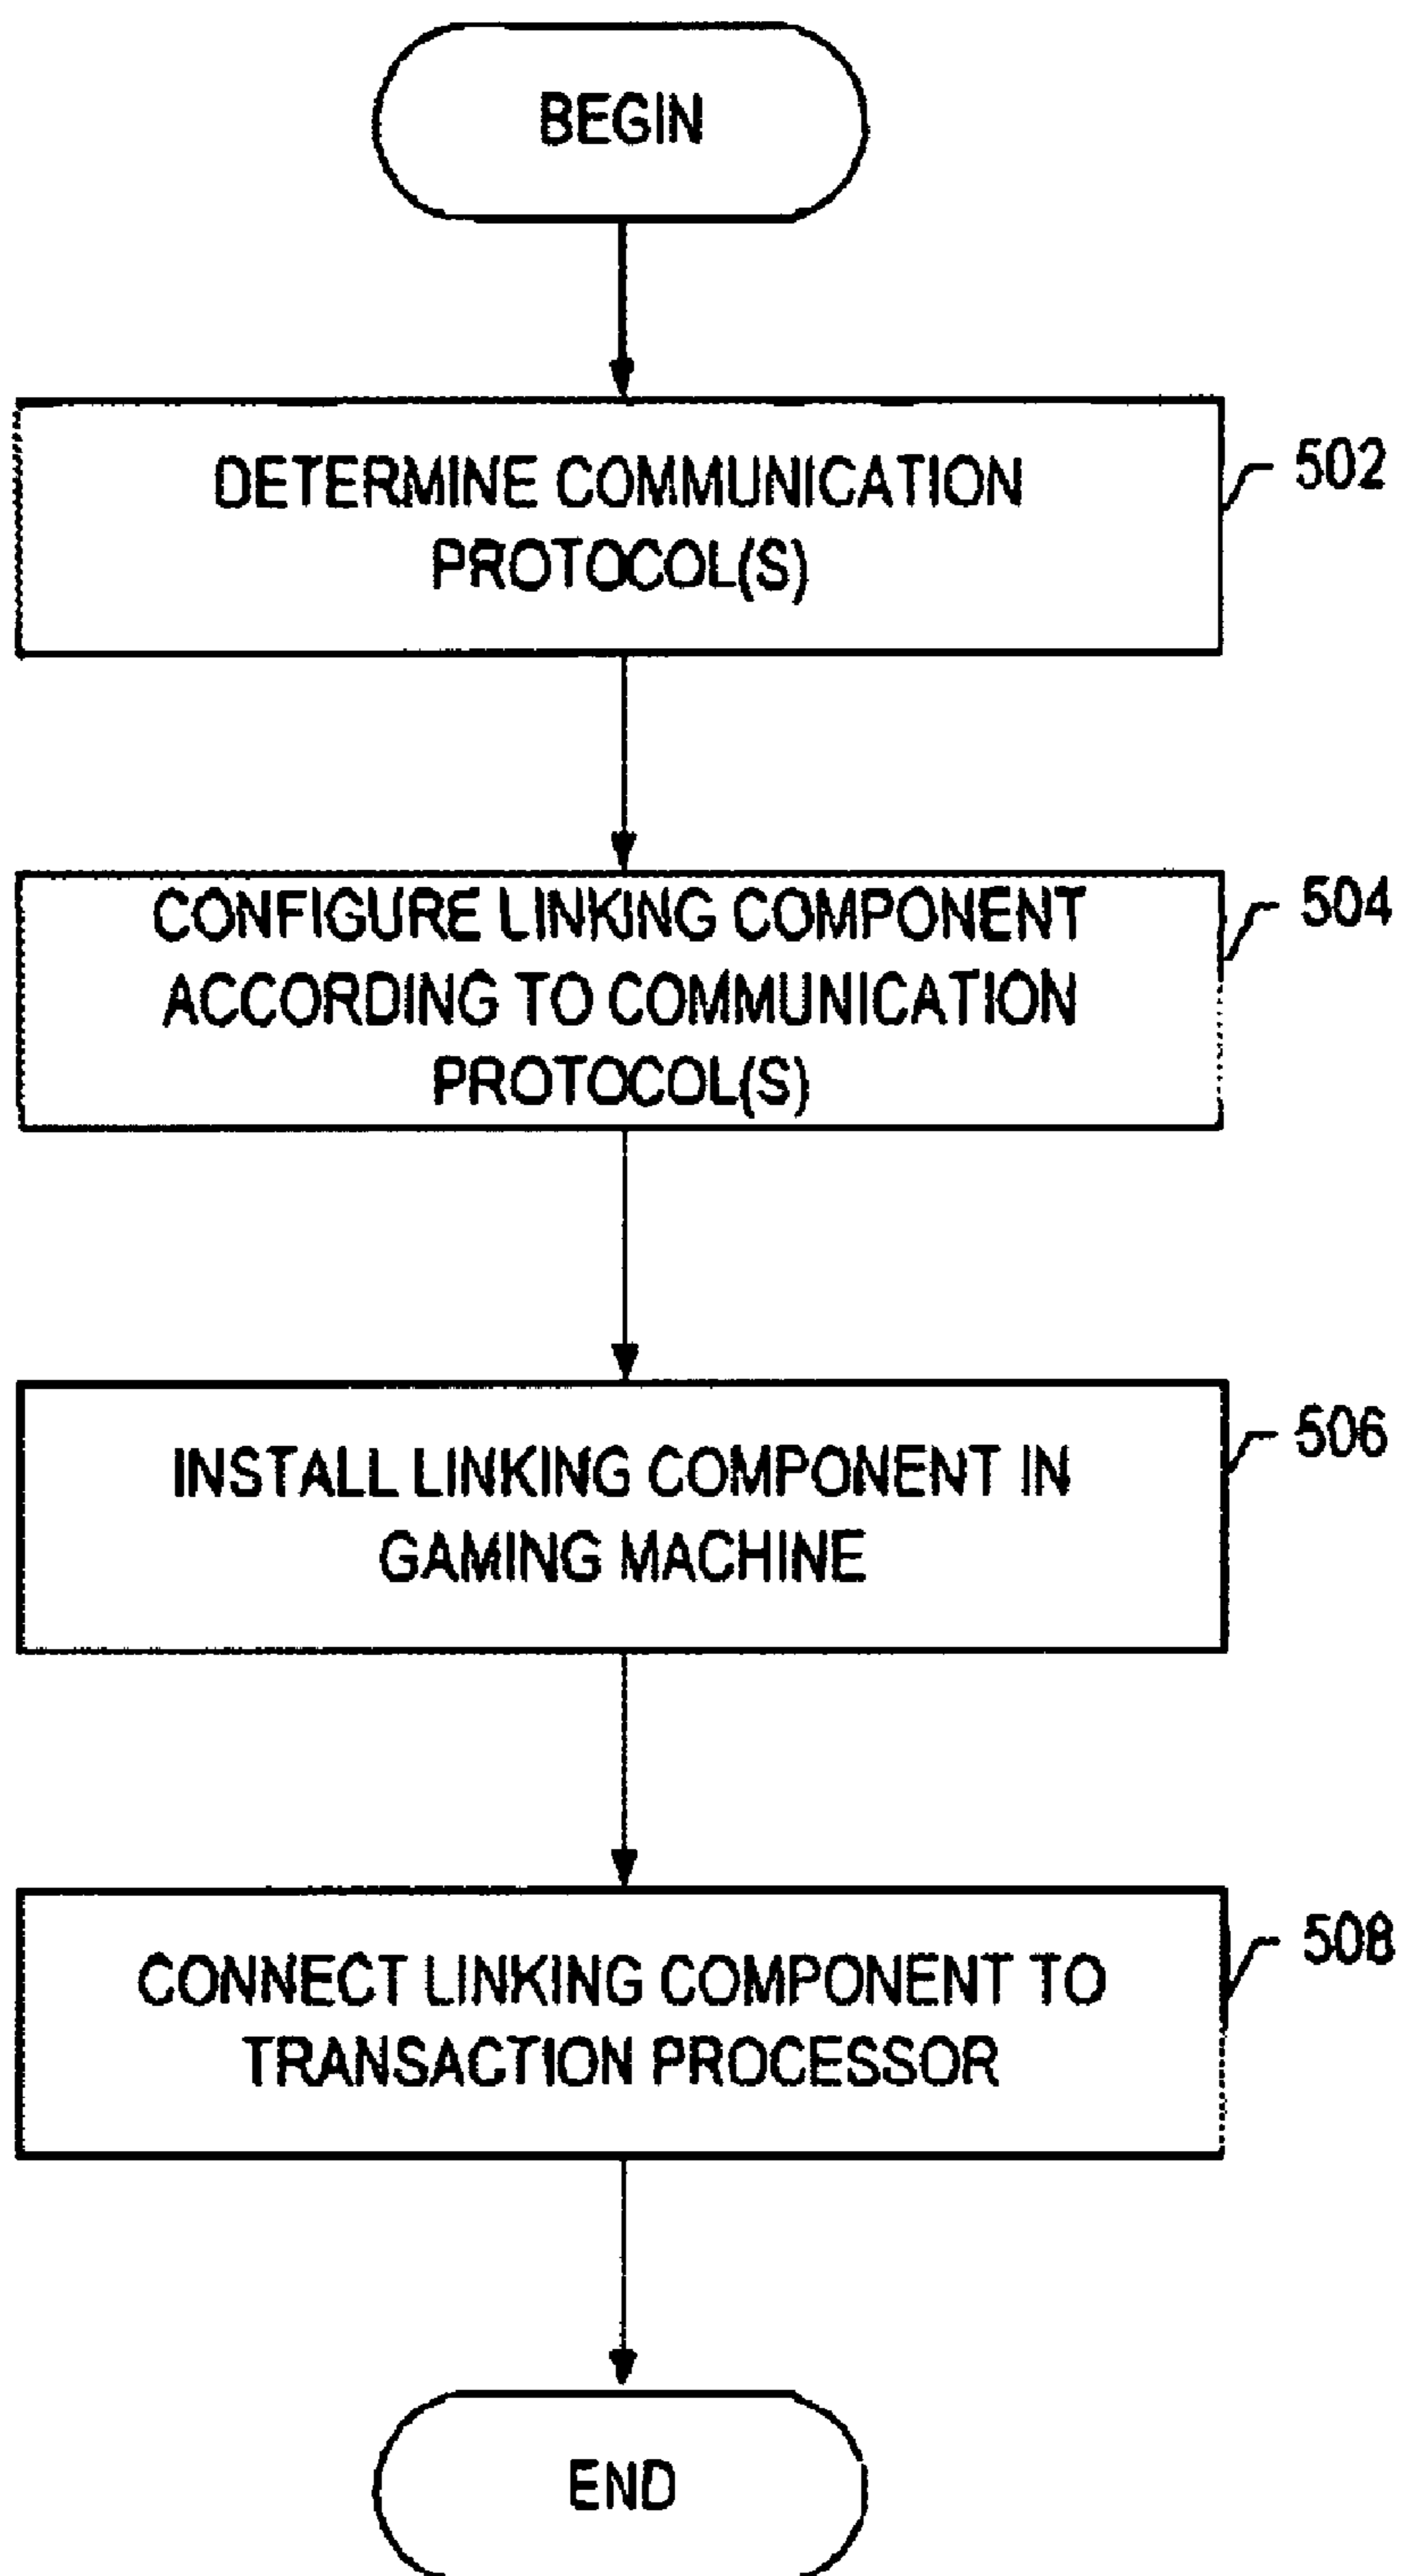 BEGIN
DETERMINE COMMUNICATION
PROTOCOL(S)
502
CONFIGURE LINKING COMPONENT
ACCORDING TO COMMUNICATION
PROTOCOL(S)
504
INSTALL LINKING COMPONENT IN
GAMING MACHINE
506
CONNECT LINKING COMPONENT TO
TRANSACTION PROCESSOR
508
END